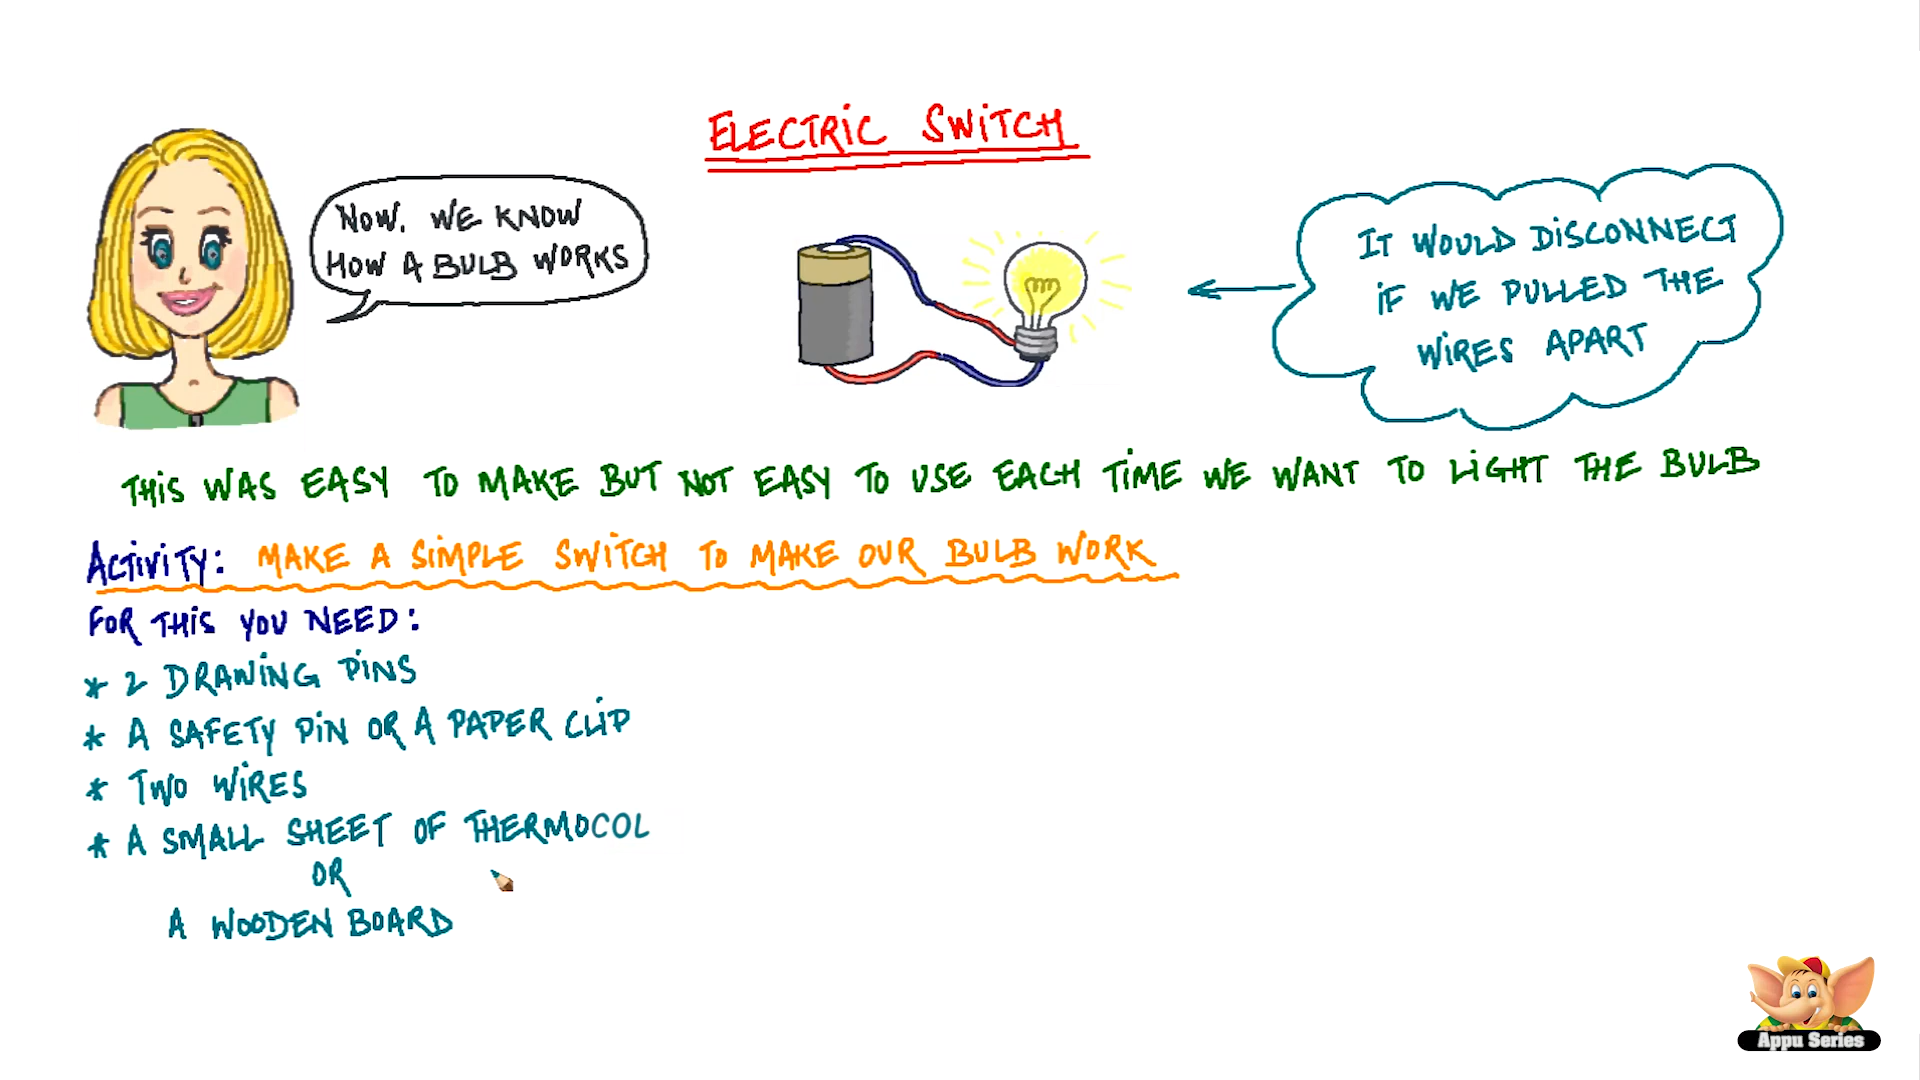 ELECTRIC SWITCH
NOW. WE KNOW
HOW A BULB WORKS
IT WOULD DISCONNECT
IF WE PULLED THE
WIRES APART
THIS WAS EASY TO MAKE BUT NOT EASY TO USE EACH TIME WE WANT TO LIGHT THE BULB
ACTIVITY: MAKE A SIMPLE SWITCH TO MAKE OUR BULB WORK
FOR THIS YOU NEED:
* 2 DRAWING PINS
* A SAFETY PIN OR A PAPER CLIP
* TWO WIRES
* A SMALL SHEET OF THERMOCOL
OR
A WOODEN BOARD
Appu Series